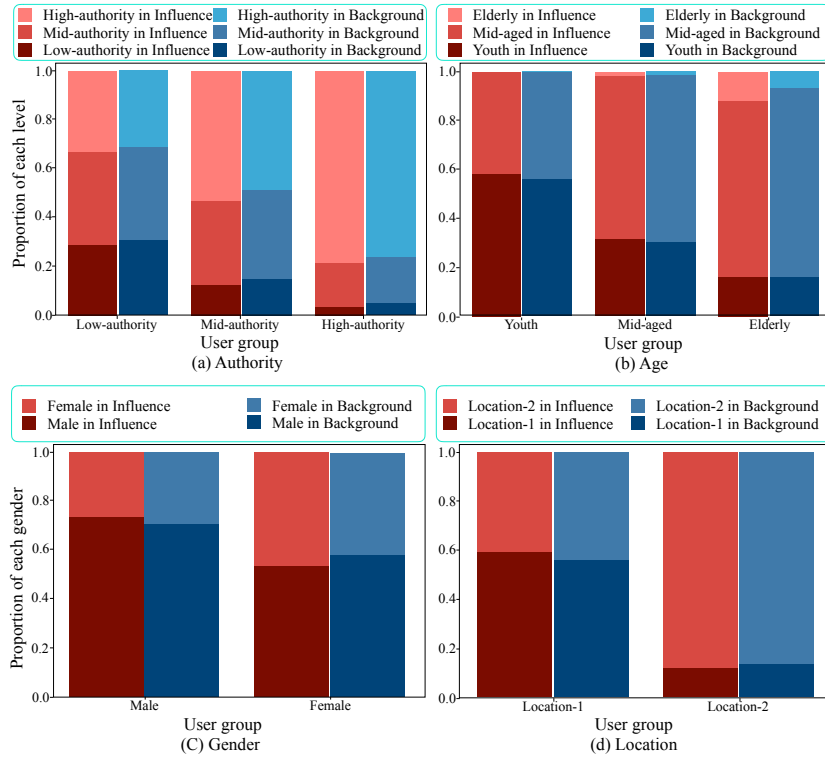 High-authority in Influence High-authority in Background
Mid-authority in Influence Mid-authority in Background
Low-authority in Influence Low-authority in Background
Proportion of each level
1.0
0.8
0.6
0.4
0.2
0.0
Low-authority Mid-authority High-authority
User group
(a) Authority
Elderly in Influence Elderly in Background
Mid-aged in Influence Mid-aged in Background
Youth in Influence Youth in Background
1.0
0.8
0.6
0.4
0.2
0.0
Youth Mid-aged Elderly
User group
(b) Age
Female in Influence Female in Background
Male in Influence Male in Background
Proportion of each gender
1.0
0.8
0.6
0.4
0.2
0.0
Male Female
User group
(C) Gender
Location-2 in Influence Location-2 in Background
Location-1 in Influence Location-1 in Background
1.0
0.8
0.6
0.4
0.2
0.0
Location-1 Location-2
User group
(d) Location